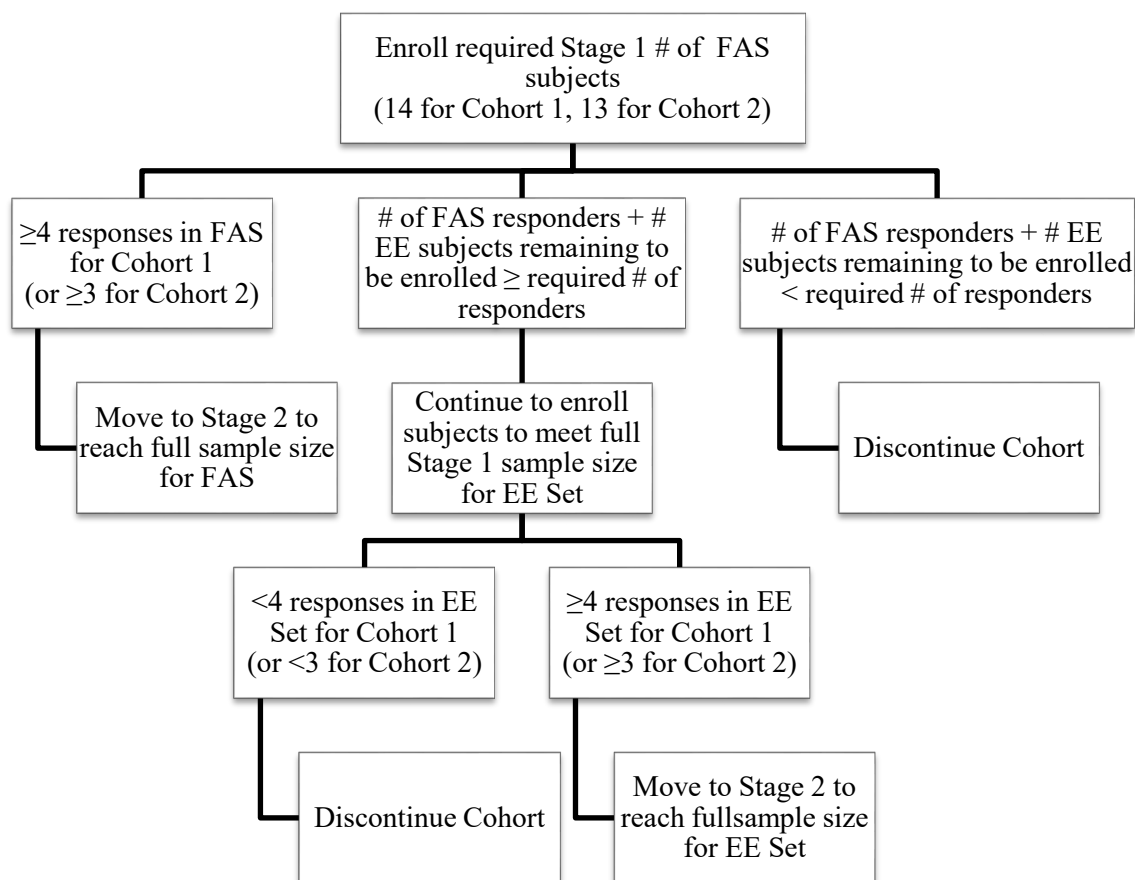 Enroll required Stage 1 # of FAS
subjects
(14 for Cohort 1, 13 for Cohort 2)
≥4 responses in FAS
for Cohort 1
(or ≥3 for Cohort 2)
# of FAS responders + #
EE subjects remaining to
be enrolled ≥ required # of
responders
# of FAS responders + # EE
subjects remaining to be enrolled
< required # of responders
Move to Stage 2 to
reach full sample size
for FAS
Continue to enroll
subjects to meet full
Stage 1 sample size
for EE Set
Discontinue Cohort
<4 responses in EE
Set for Cohort 1
(or <3 for Cohort 2)
≥4 responses in EE
Set for Cohort 1
(or ≥3 for Cohort 2)
Discontinue Cohort
Move to Stage 2 to
reach fullsample size
for EE Set